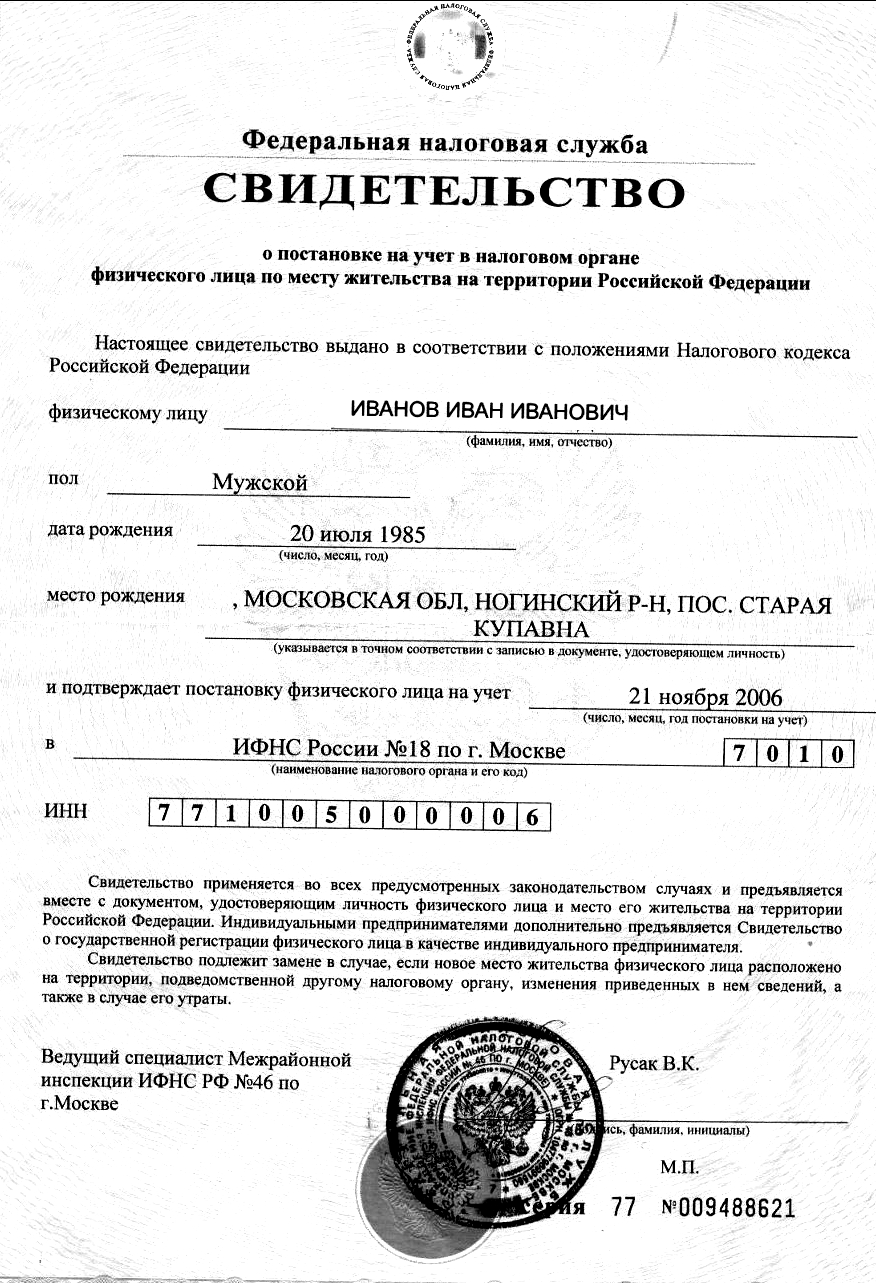 ФЕДЕРАЛЬНАЯ НАЛОГОВАЯ СЛУЖБА ФЕДЕРАЛЬНАЯ НАЛОГОВАЯ СЛУЖБА
Федеральная налоговая служба
СВИДЕТЕЛЬСТВО
о постановке на учет в налоговом органе
физического лица по месту жительства на территории Российской Федерации
Настоящее свидетельство выдано в соответствии с положениями Налогового кодекса
Российской Федерации
физическому лицу ИВАНОВ ИВАН ИВАНОВИЧ
(фамилия, имя, отчество)
пол Мужской
дата рождения 20 июля 1985
(число, месяц, год)
место рождения , МОСКОВСКАЯ ОБЛ, НОГИНСКИЙ Р-Н, ПОС. СТАРАЯ
КУПАВНА
(указывается в точном соответствии с записью в документе, удостоверяющем личность)
и подтверждает постановку физического лица на учет 21 ноября 2006
(число, месяц, год постановки на учет)
в ИФНС России №18 по г. Москве 7 0 1 0
(наименование налогового органа и его код)
ИНН 7 7 1 0 0 5 0 0 0 0 0 6
Свидетельство применяется во всех предусмотренных законодательством случаях и предъявляется
вместе с документом, удостоверяющим личность физического лица и место его жительства на территории
Российской Федерации. Индивидуальными предпринимателями дополнительно предъявляется Свидетельство
о государственной регистрации физического лица в качестве индивидуального предпринимателя.
Свидетельство подлежит замене в случае, если новое место жительства физического лица расположено
на территории, подведомственной другому налоговому органу, изменения приведенных в нем сведений, а
также в случае его утраты.
Ведущий специалист Межрайонной
инспекции ИФНС РФ №46 по
г.Москве
Русак В.К.
фамилия, инициалы)
М.П.
серия 77 №009488621